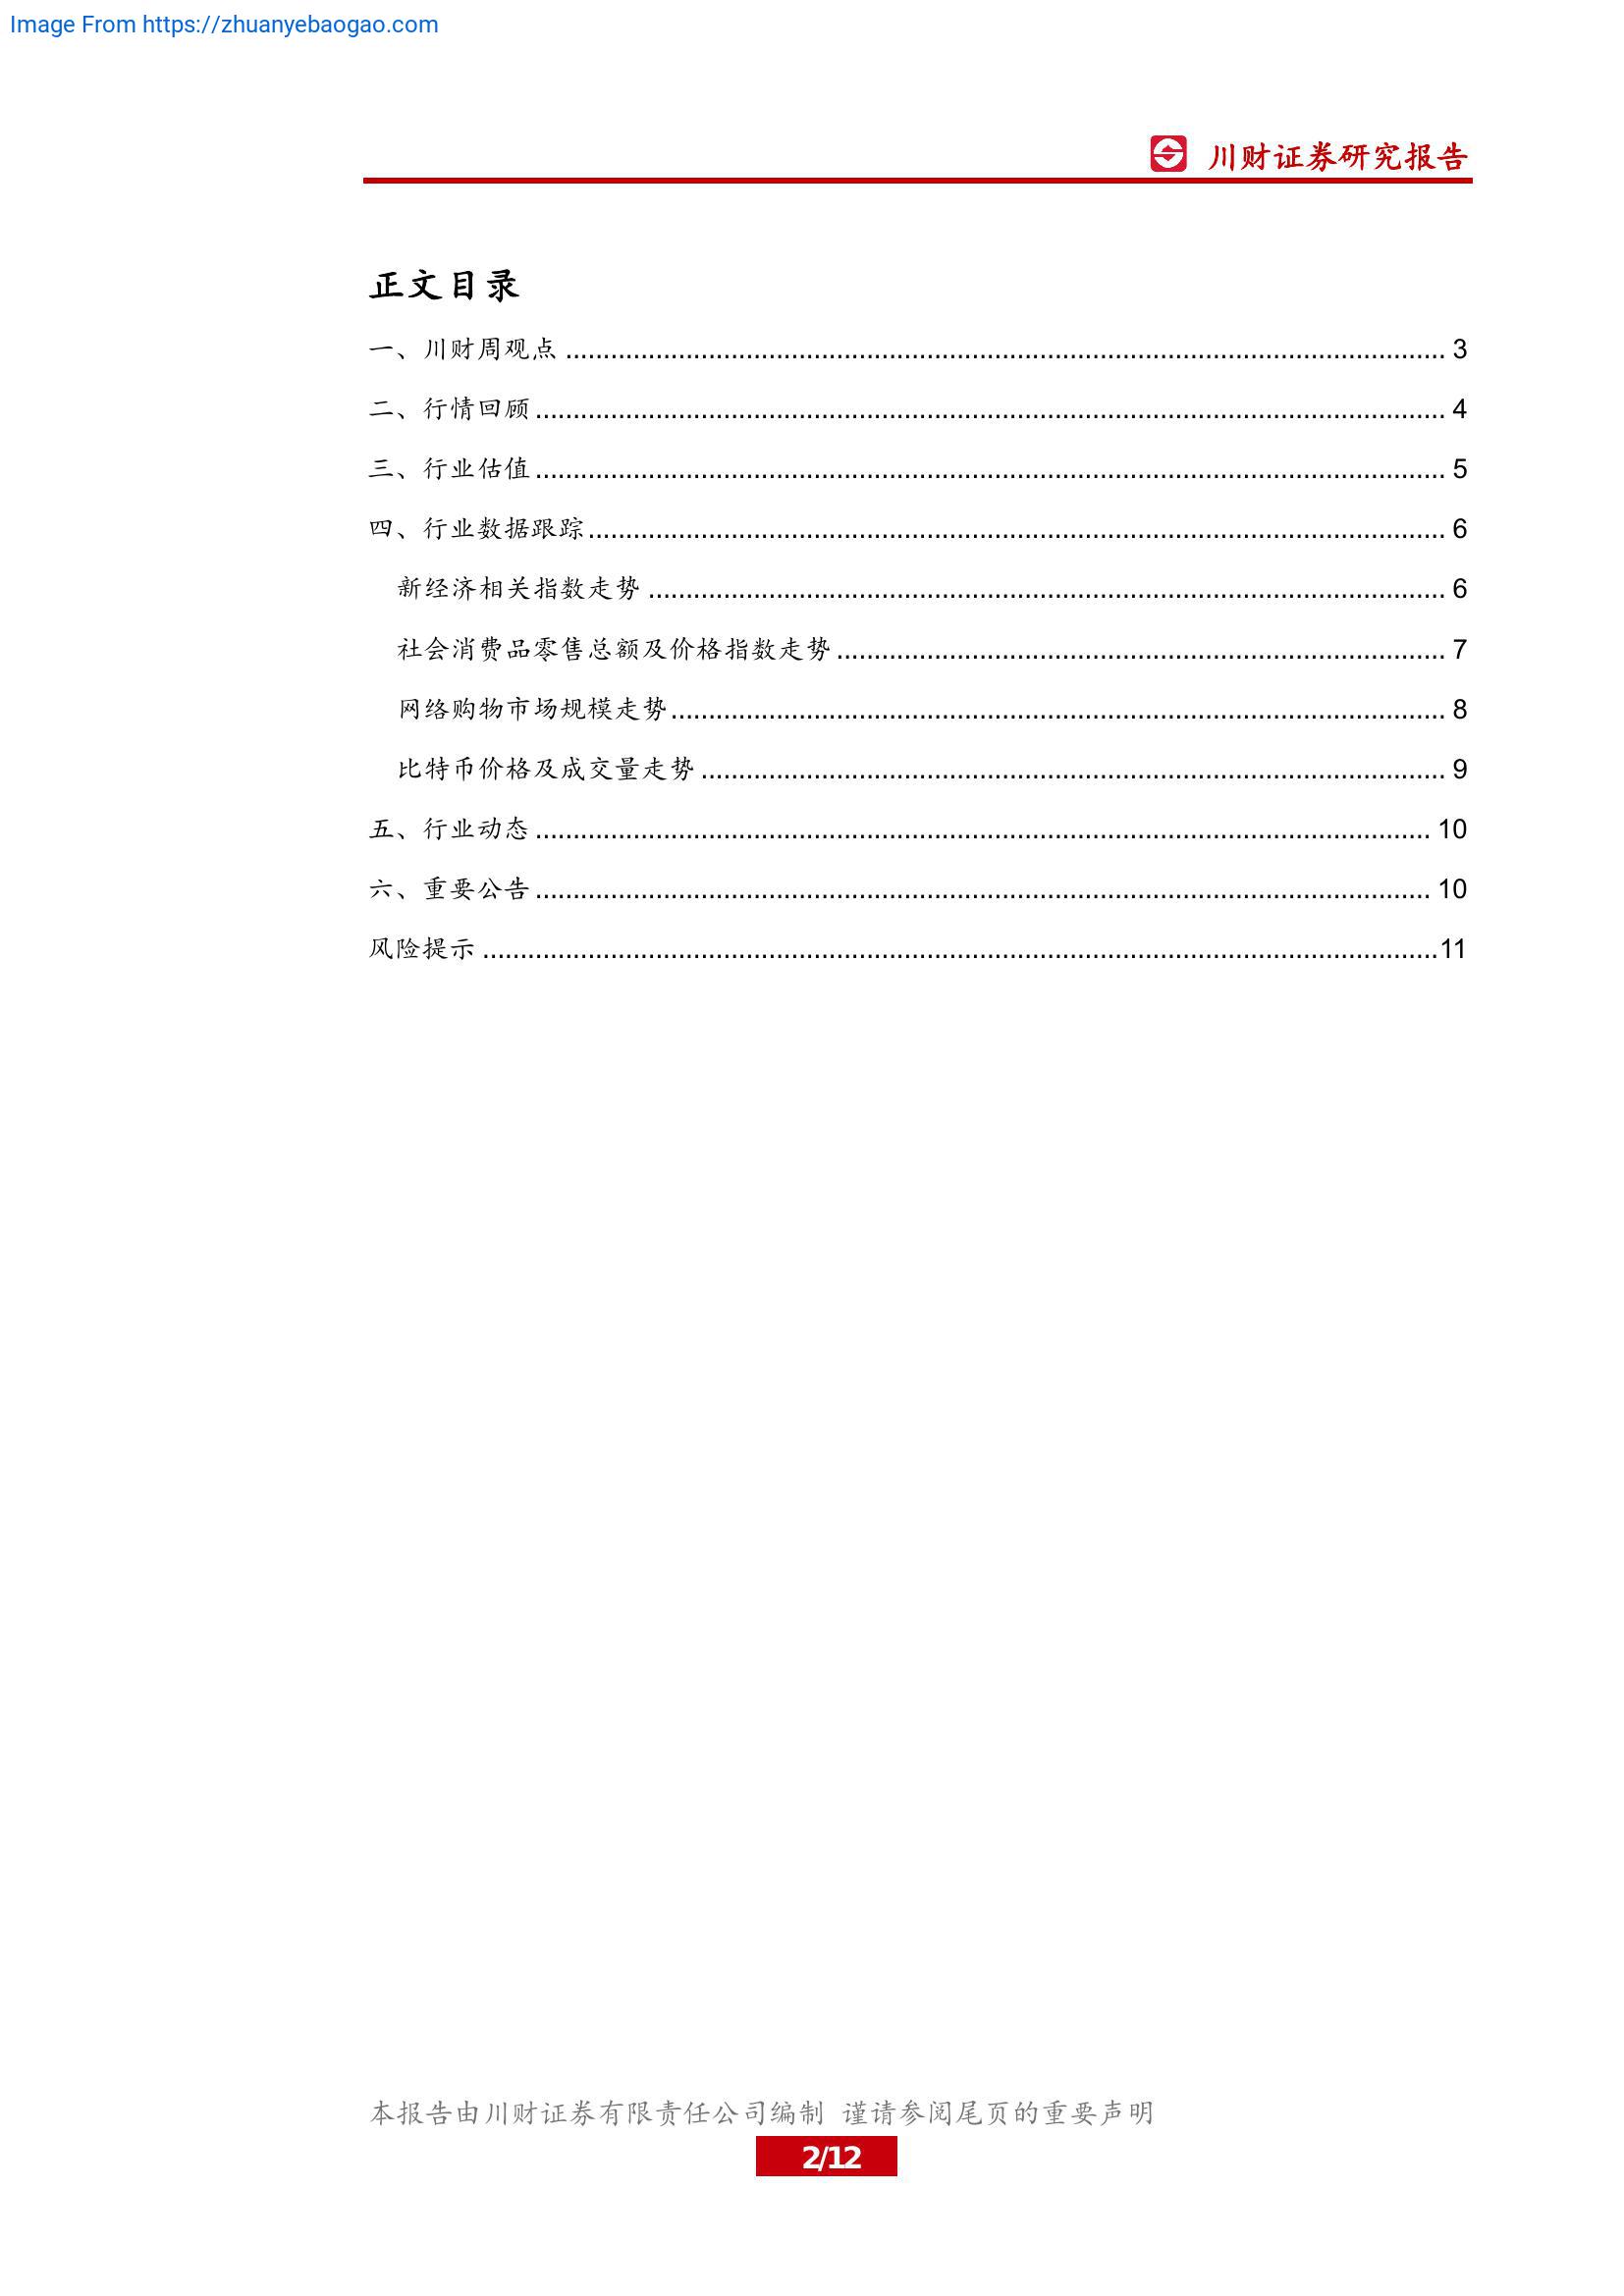 Image From https://zhuanyebaogao.com
川财证券研究报告
正文目录
一、川财周观点 ........ 3
二、行情回顾 ........ 4
三、行业估值 ........ 5
四、行业数据跟踪 ........ 6
新经济相关指数走势 ........ 6
社会消费品零售总额及价格指数走势 ........ 7
网络购物市场规模走势 ........ 8
比特币价格及成交量走势 ........ 9
五、行业动态 ........ 10
六、重要公告 ........ 10
风险提示 ........ 11
本报告由川财证券有限责任公司编制 谨请参阅尾页的重要声明
2/12